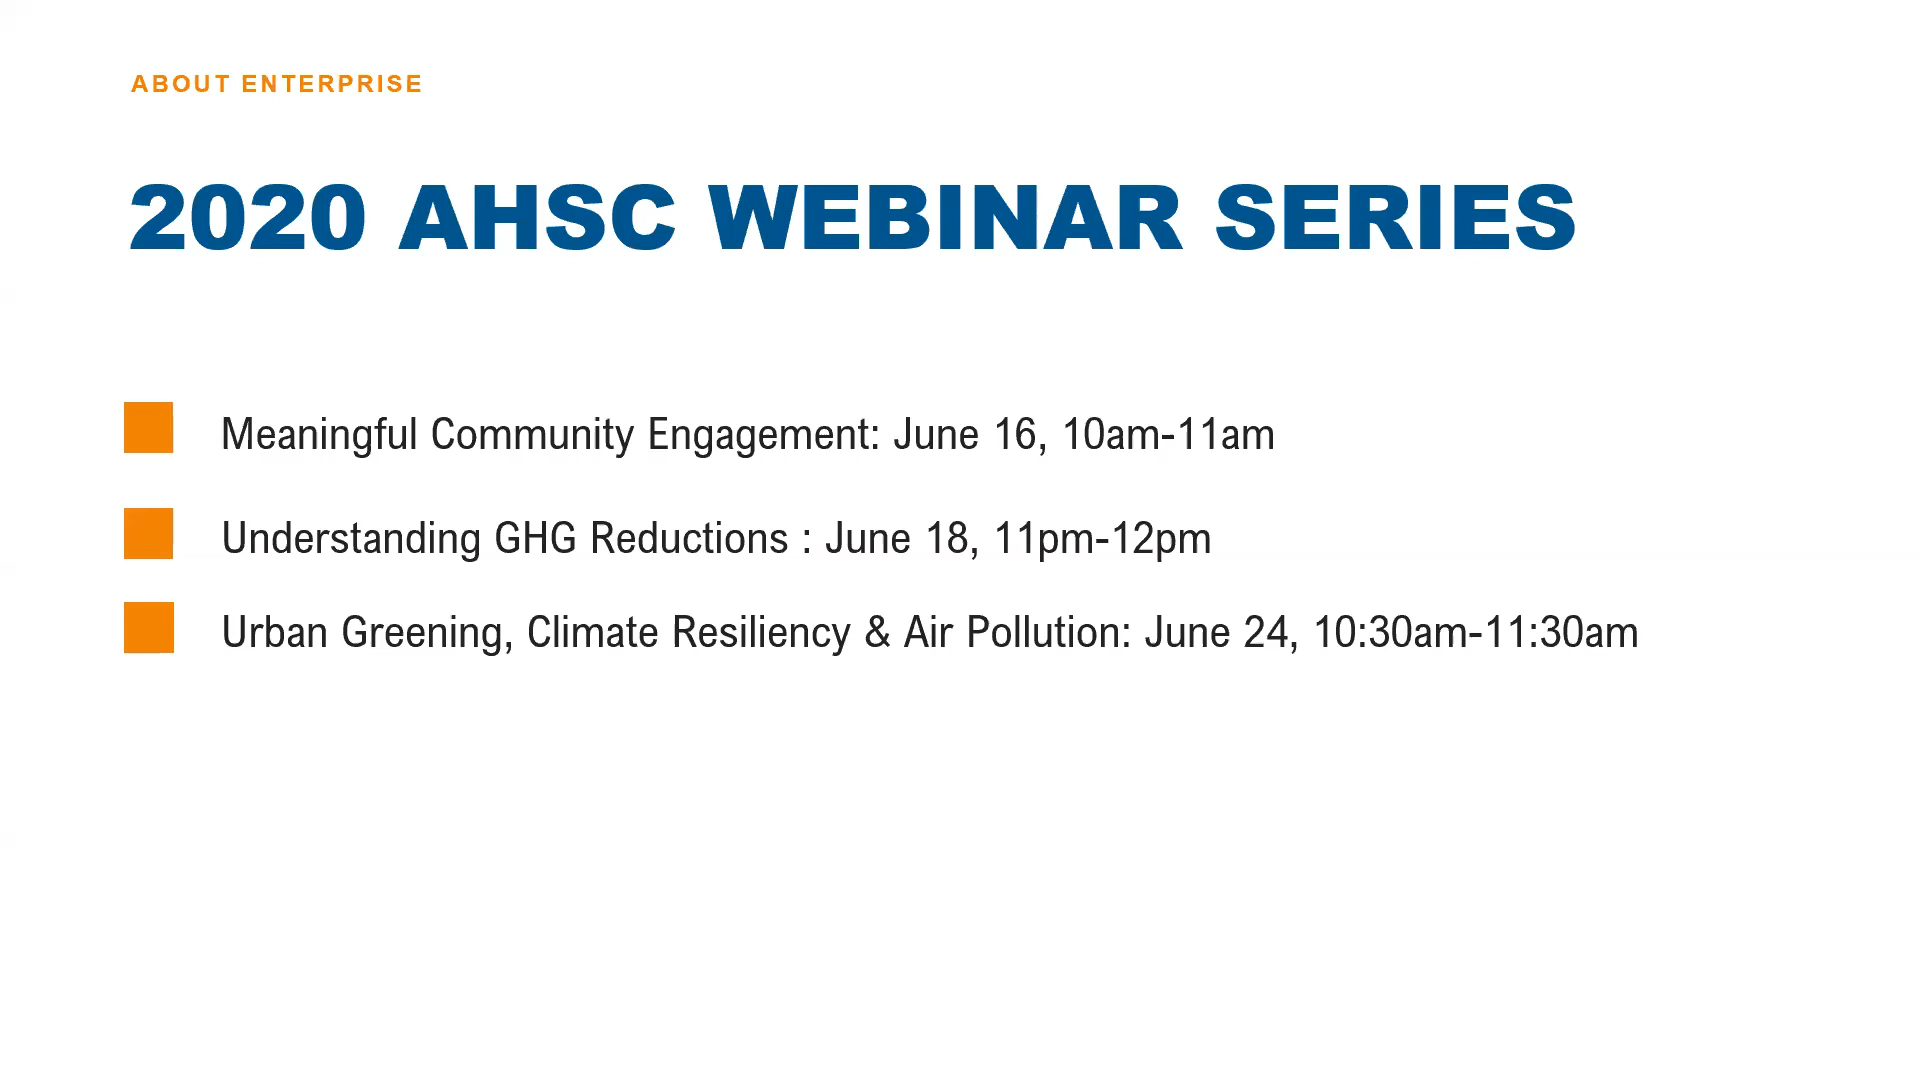 ABOUT ENTERPRISE
2020 AHSC WEBINAR SERIES
Meaningful Community Engagement: June 16, 10am-11am
Understanding GHG Reductions : June 18, 11pm-12pm
Urban Greening, Climate Resiliency & Air Pollution: June 24, 10:30am-11:30am